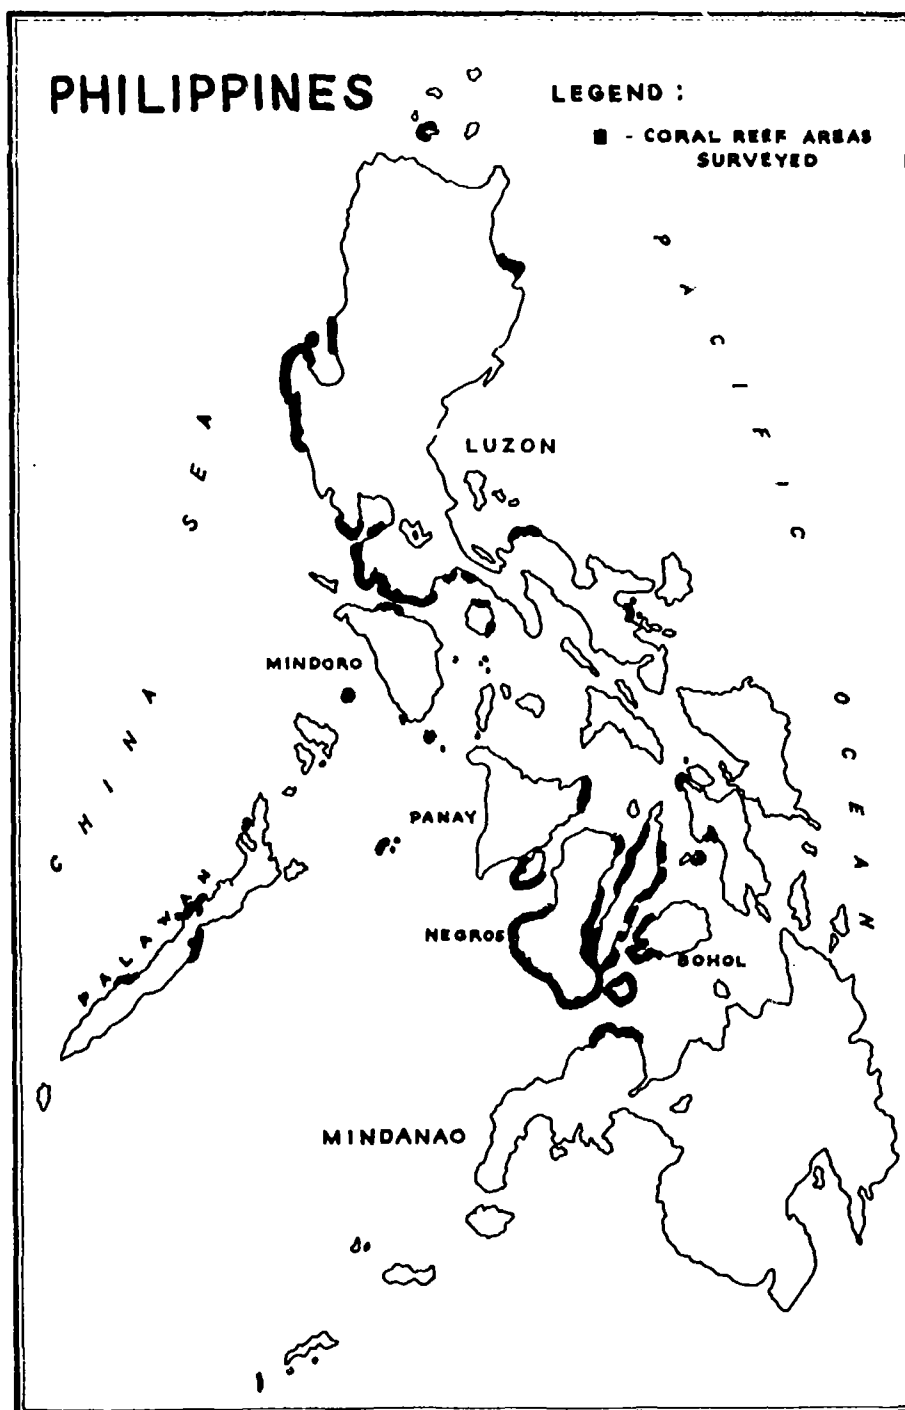 PHILIPPINES
LEGEND :
■ - CORAL REEF AREAS
SURVEYED
PACIFIC
OCEAN
CHINA SEA
LUZON
MINDORO
PANAY
PALAWAN
NEGROS
BOHOL
MINDANAO